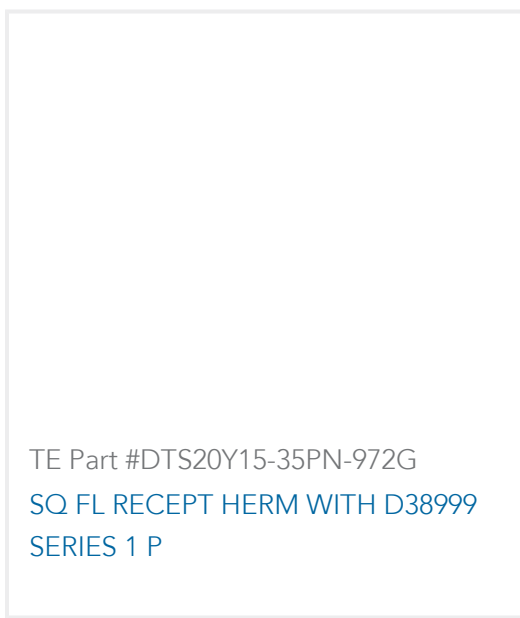 TE Part #DTS20Y15-35PN-972G
SQ FL RECEPT HERM WITH D38999
SERIES 1 P